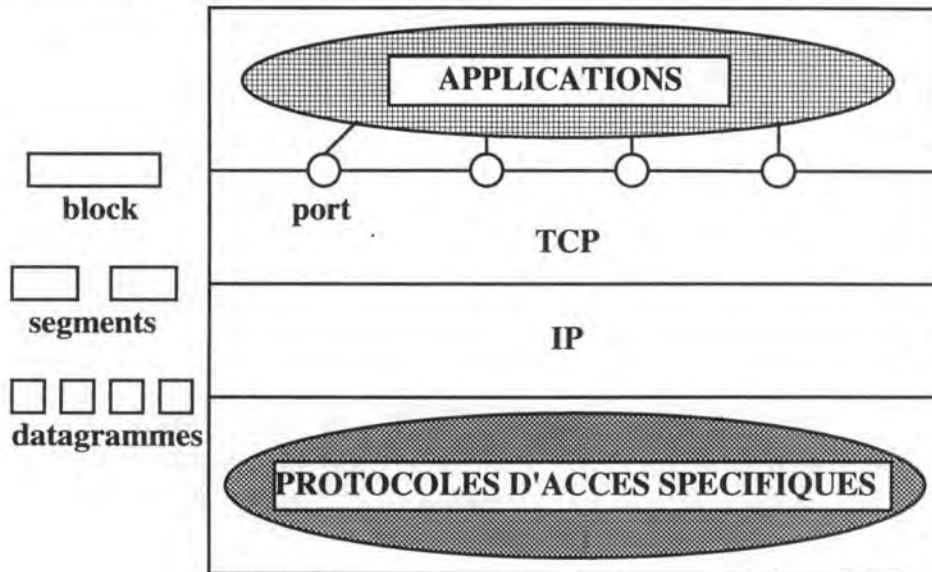 APPLICATIONS
block
port
TCP
segments
IP
datagrammes
PROTOCOLES D'ACCES SPECIFIQUES